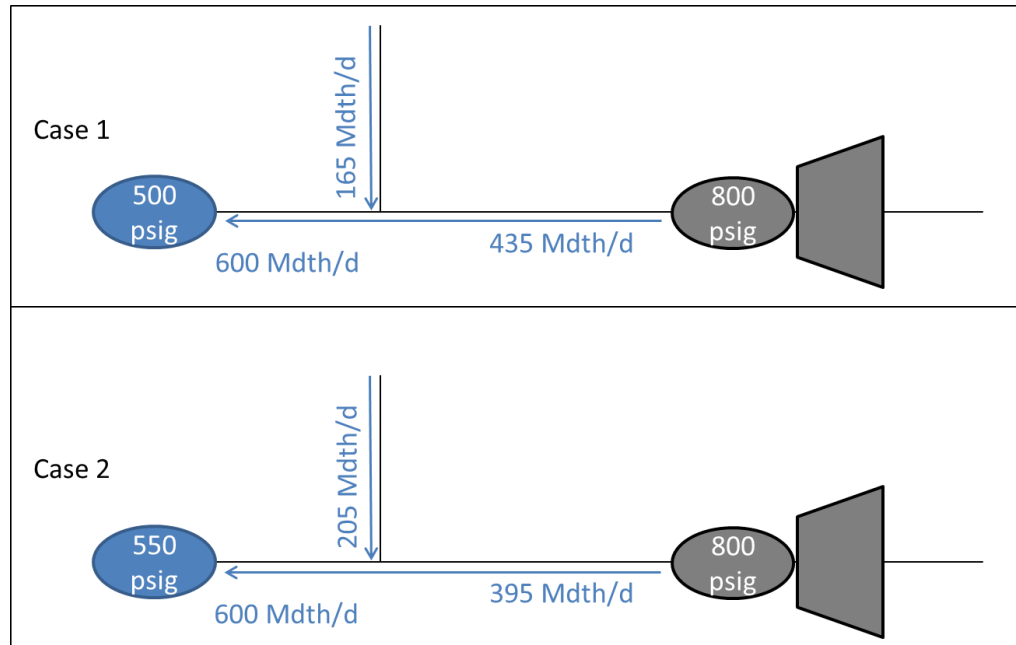 Case 1
165 Mdth/d
500
psig
800
psig
435 Mdth/d
600 Mdth/d
Case 2
205 Mdth/d
550
psig
800
psig
395 Mdth/d
600 Mdth/d